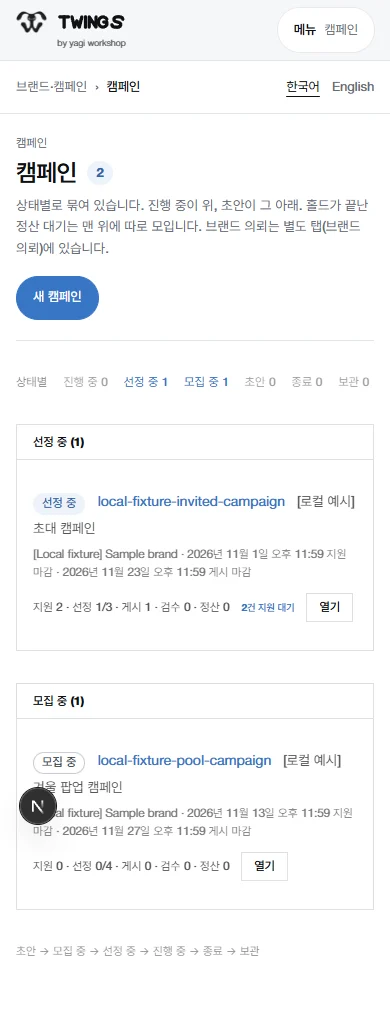 TWINGS
by yagi workshop
메뉴 캠페인
브랜드·캠페인 › 캠페인
한국어 English
캠페인
캠페인 2
상태별로 묶여 있습니다. 진행 중이 위, 초안이 그 아래. 홀드가 끝난
정산 대기는 맨 위에 따로 모입니다. 브랜드 의뢰는 별도 탭(브랜드
의뢰)에 있습니다.
새 캠페인
상태별 진행 중 0 선정 중 1 모집 중 1 초안 0 종료 0 보관 0
선정 중 (1)
선정 중 local-fixture-invited-campaign [로컬 예시]
초대 캠페인
[Local fixture] Sample brand · 2026년 11월 1일 오후 11:59 지원
마감 · 2026년 11월 23일 오후 11:59 게시 마감
지원 2 · 선정 1/3 · 게시 1 · 검수 0 · 정산 0 2건 지원 대기 열기
모집 중 (1)
모집 중 local-fixture-pool-campaign [로컬 예시]
팝업 캠페인
N
fixture] Sample brand · 2026년 11월 13일 오후 11:59 지원
마감 · 2026년 11월 27일 오후 11:59 게시 마감
지원 0 · 선정 0/4 · 게시 0 · 검수 0 · 정산 0 열기
초안 → 모집 중 → 선정 중 → 진행 중 → 종료 → 보관